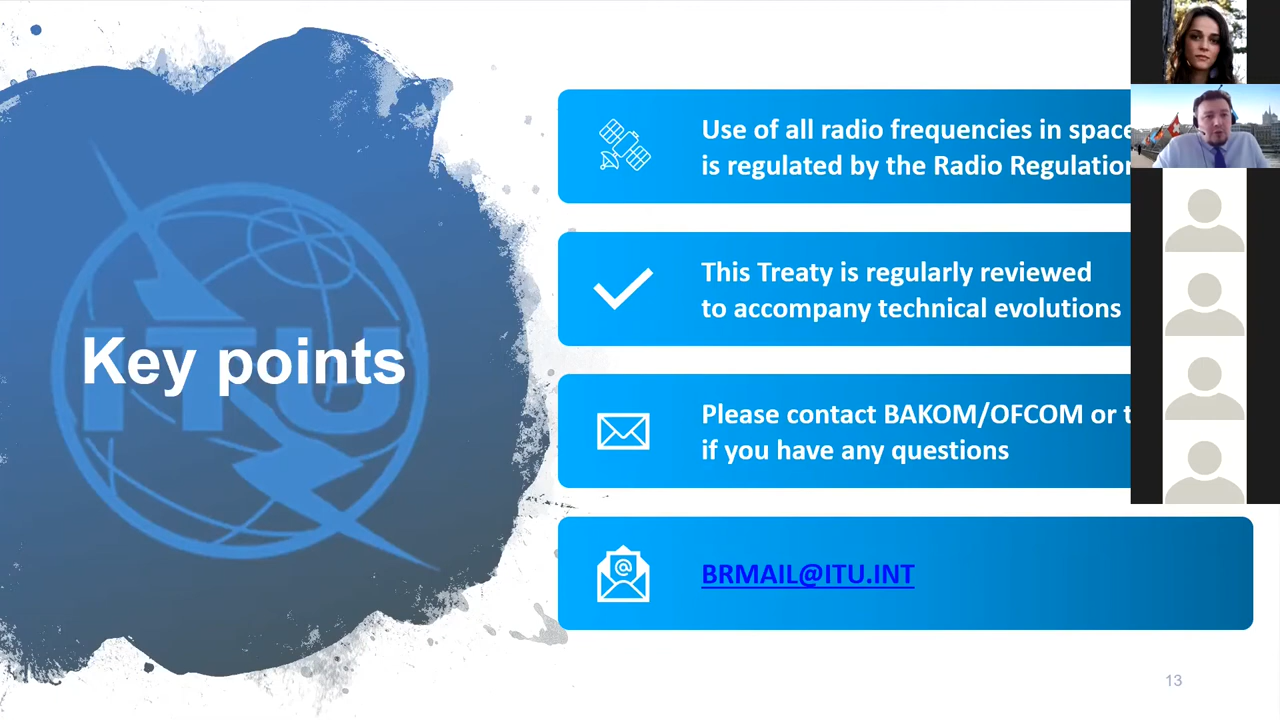 Use of all radio frequencies in space
is regulated by the Radio
This Treaty is regularly reviewed
to accompany technical evolutions
ITU
Key points
Please contact BAKOM/OFCOM or
if you have any questions
BRMAIL@ITU.INT
13